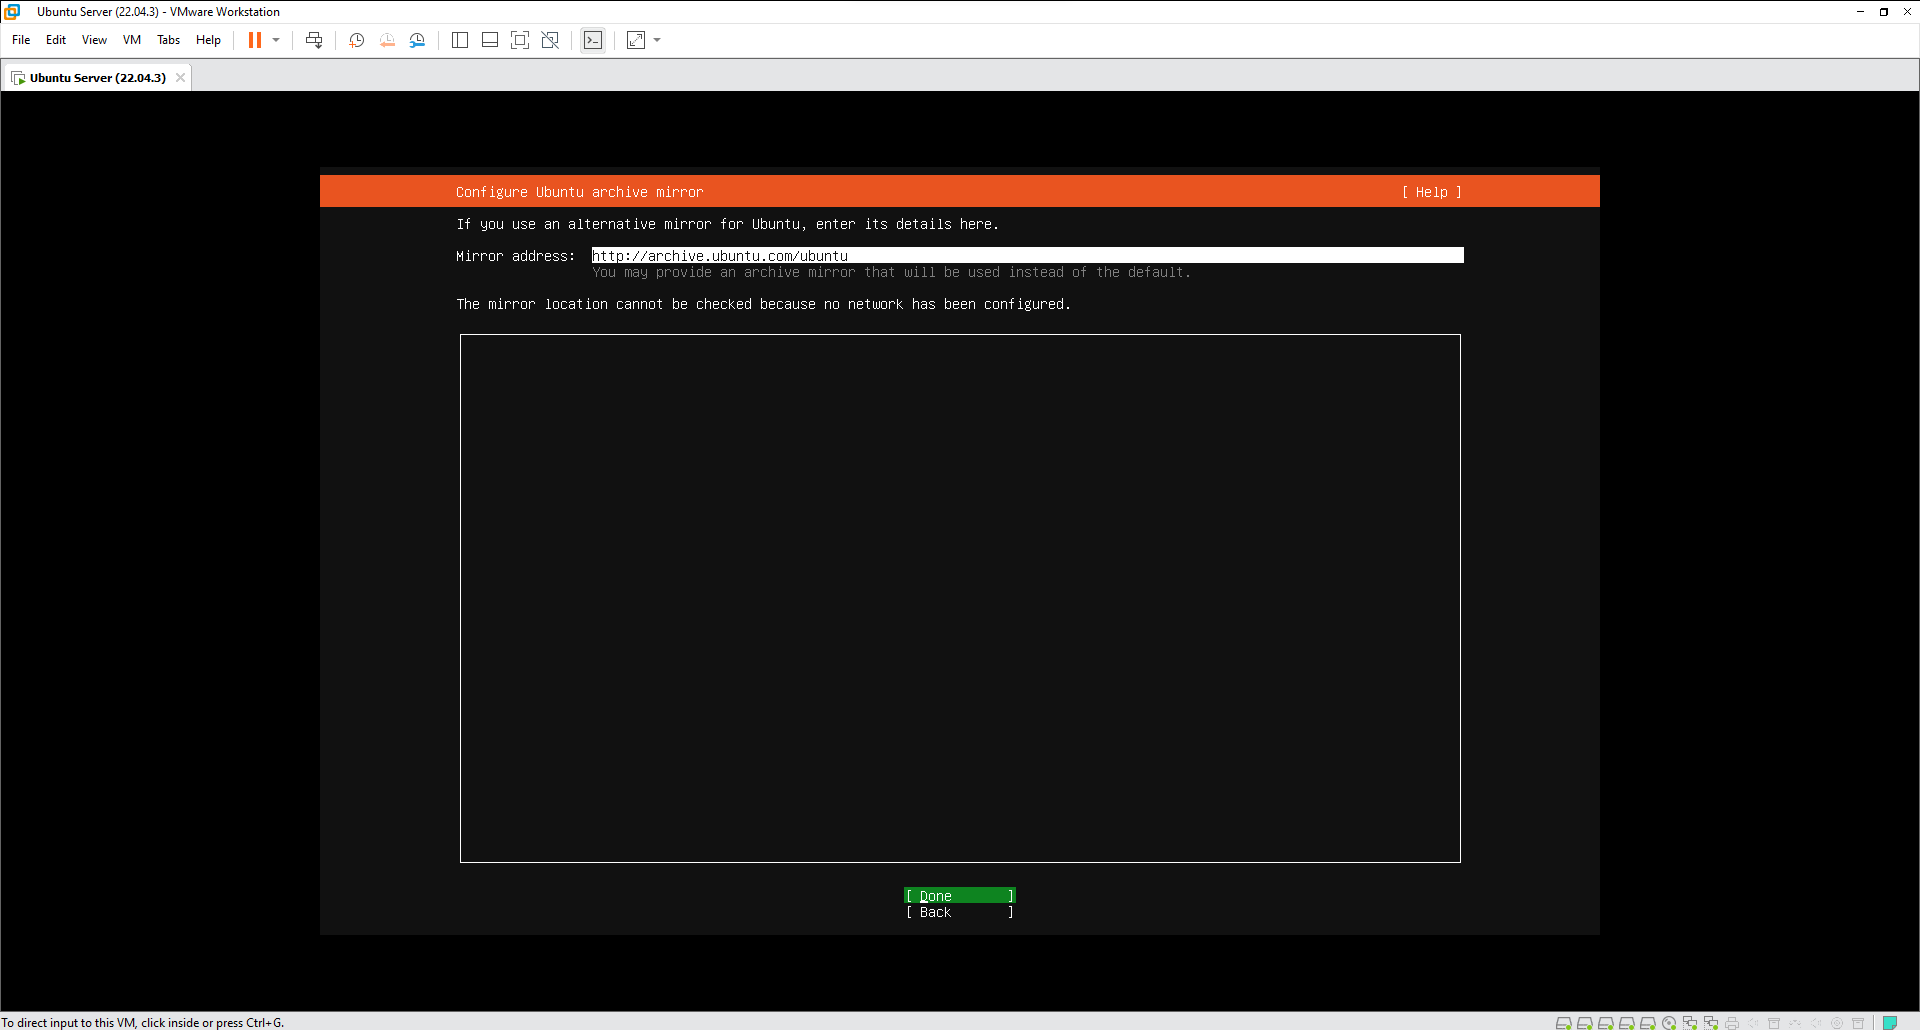 Ubuntu Server (22.04.3) - VMware Workstation
File Edit View VM Tabs Help
Ubuntu Server (22.04.3)
Configure Ubuntu archive mirror [ Help ]
If you use an alternative mirror for Ubuntu, enter its details here.
Mirror address: http://archive.ubuntu.com/ubuntu
You may provide an archive mirror that will be used instead of the default.
The mirror location cannot be checked because no network has been configured.
[ Done ]
[ Back ]
To direct input to this VM, click inside or press Ctrl+G.